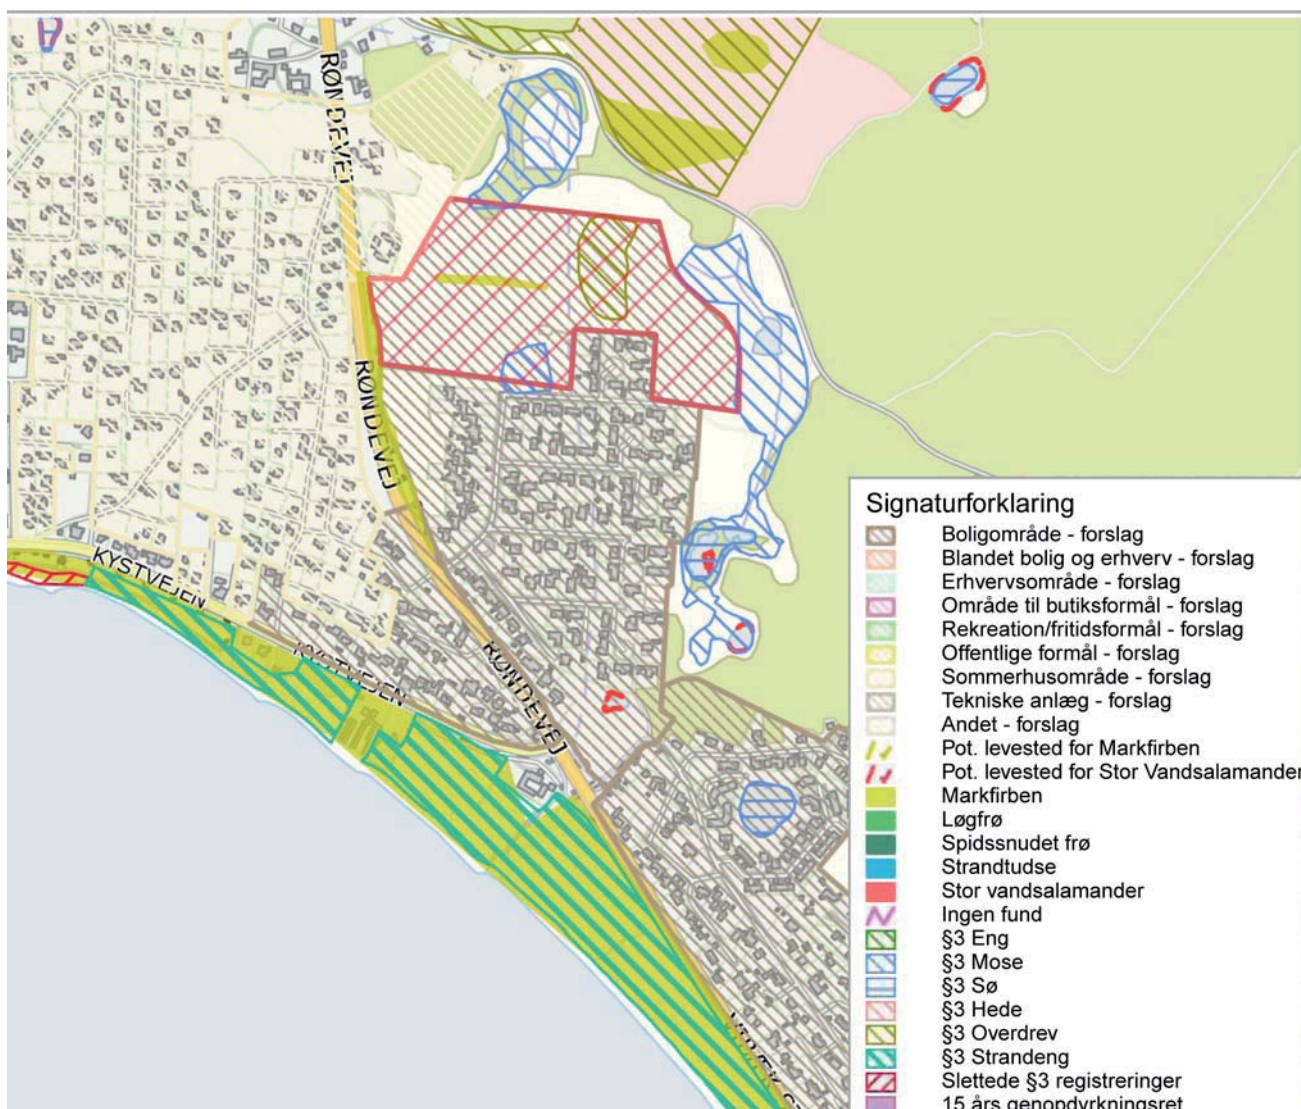 RØNDEVEJ
RØNDEVEJ
KYSTVEJEN
KYSTVEJEN
RØNDEVEJ
Signaturforklaring
Boligområde - forslag
Blandet bolig og erhverv - forslag
Erhvervsområde - forslag
Område til butiksformål - forslag
Rekreation/fritidsformål - forslag
Offentlige formål - forslag
Sommerhusområde - forslag
Tekniske anlæg - forslag
Andet - forslag
Pot. levested for Markfirben
Pot. levested for Stor Vandsalamander
Markfirben
Løgfrø
Spidssnudet frø
Strandtudse
Stor vandsalamander
Ingen fund
§3 Eng
§3 Mose
§3 Sø
§3 Hede
§3 Overdrev
§3 Strandeng
Slettede §3 registreringer
15 års genopdyrkningsret